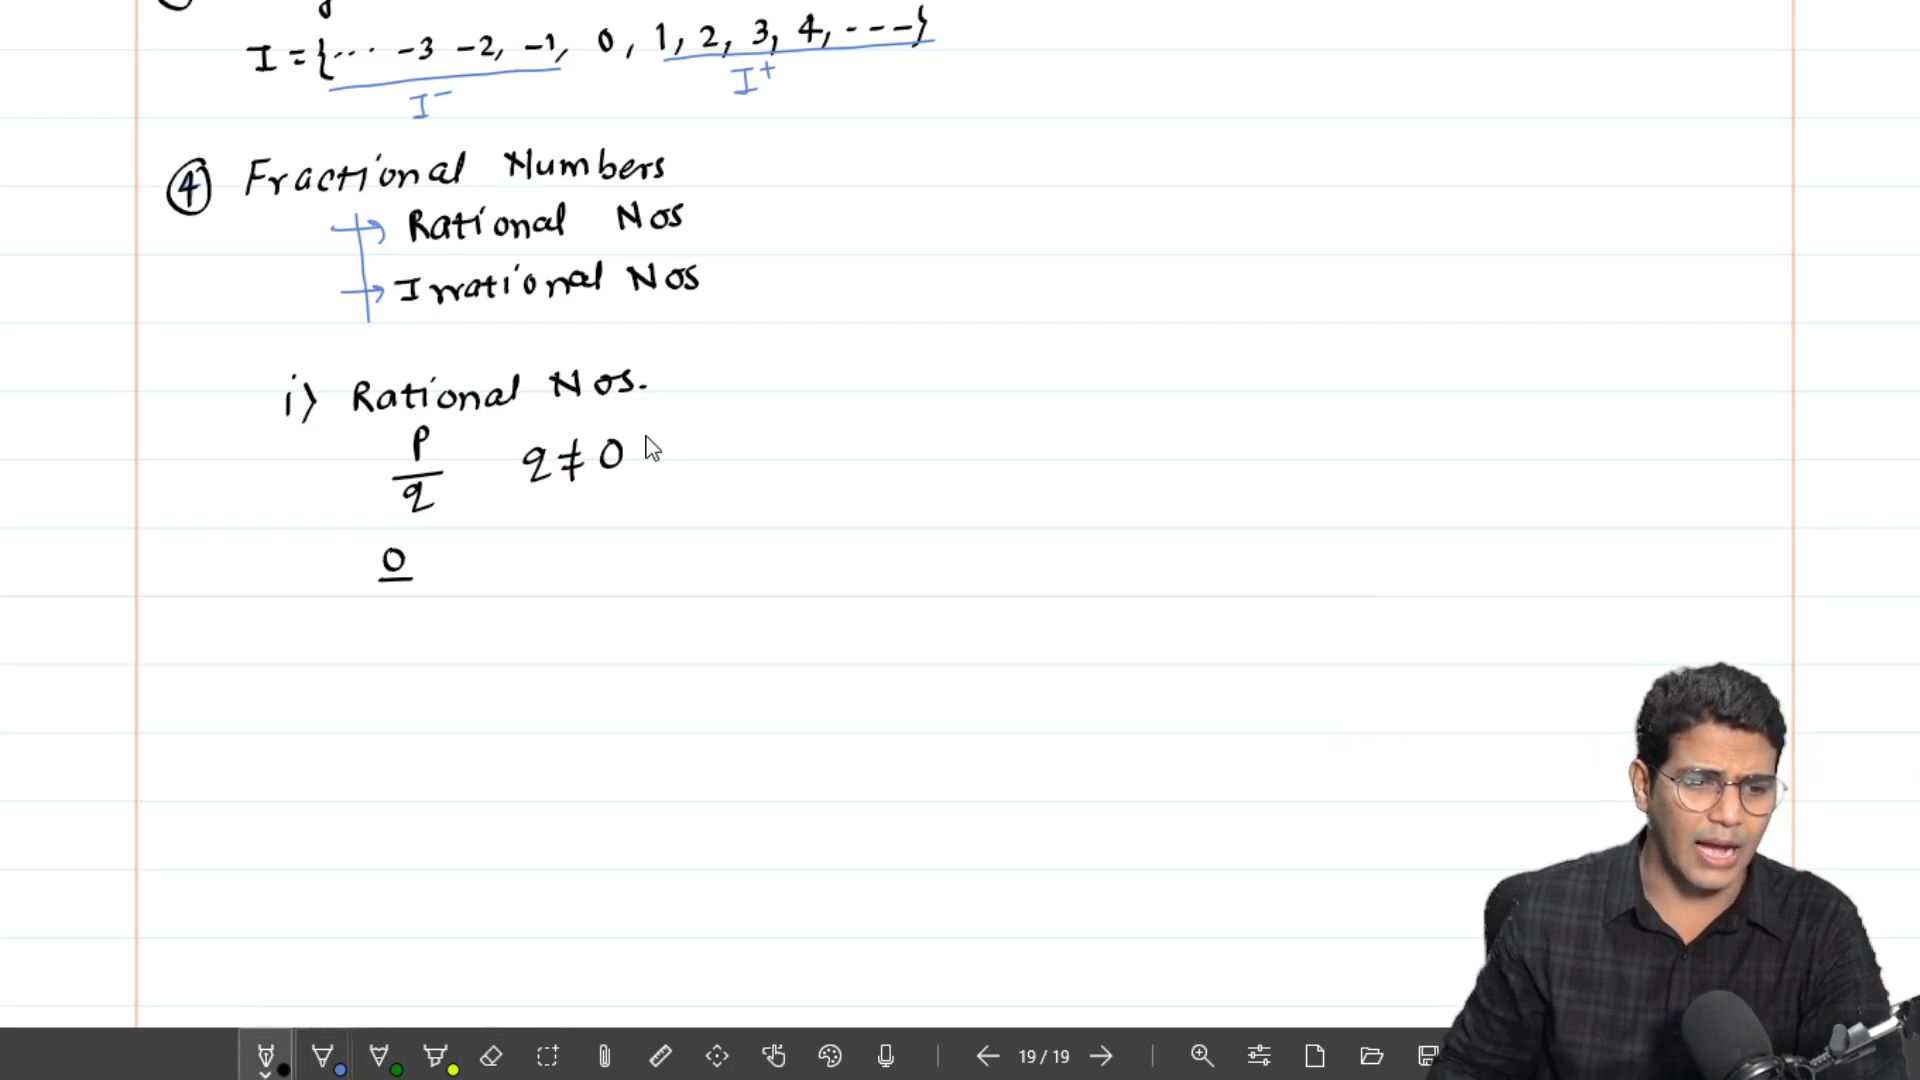 I = {... -3 -2, -1, 0, 1, 2, 3, 4, ---}
I⁻ I⁺
④ Fractional Numbers
→ Rational Nos
→ Irrational Nos
i) Rational Nos.
p/q q ≠ 0
0
19 / 19